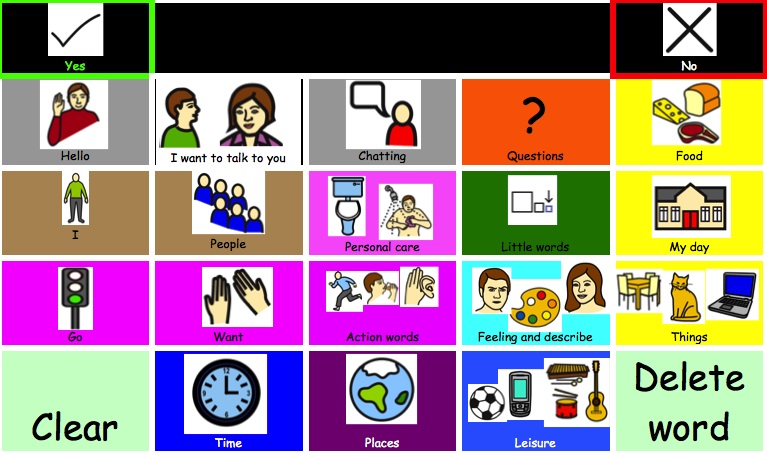 Yes
No
Hello
I want to talk to you
Chatting
?
Questions
Food
I
People
Personal care
Little words
My day
Go
Want
Action words
Feeling and describe
Things
Clear
Time
Places
Leisure
Delete
word